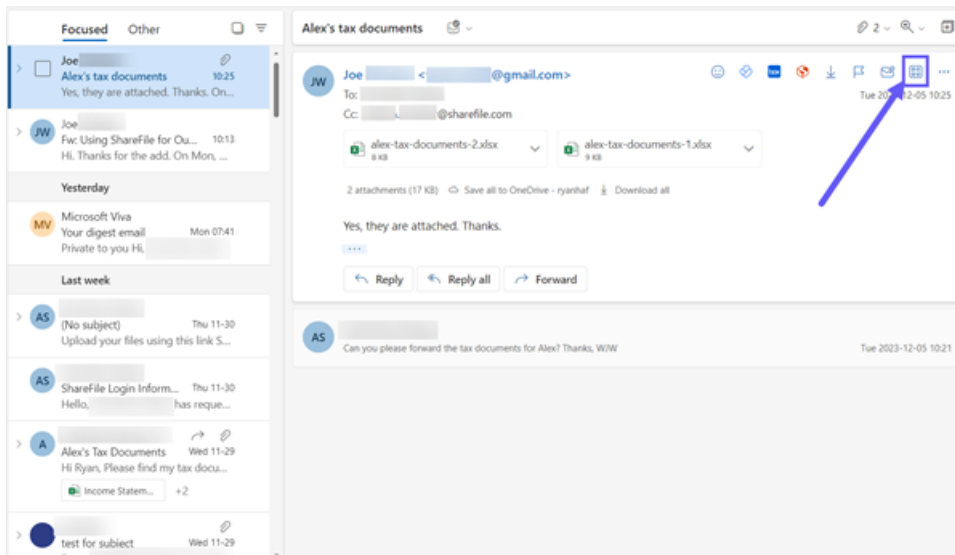 Focused Other
Joe
Alex's tax documents 10:25
Yes, they are attached. Thanks. On...
JW
Joe
Fw: Using ShareFile for Ou... 10:13
Hi. Thanks for the add. On Mon, ...
Yesterday
MV
Microsoft Viva
Your digest email Mon 07:41
Private to you Hi,
Last week
AS
(No subject) Thu 11-30
Upload your files using this link S...
AS
ShareFile Login Inform... Thu 11-30
Hello, has reque...
A
Alex's Tax Documents Wed 11-29
Hi Ryan, Please find my tax docu...
Income Statem... +2
test for subject Wed 11-29
Alex's tax documents 2
JW
Joe < @gmail.com>
To:
Tue 2023-12-05 10:25
Cc: @sharefile.com
alex-tax-documents-2.xlsx
8 KB
alex-tax-documents-1.xlsx
9 KB
2 attachments (17 KB) Save all to OneDrive - ryanhaf Download all
Yes, they are attached. Thanks.
...
Reply Reply all Forward
AS
Can you please forward the tax documents for Alex? Thanks, WJW Tue 2023-12-05 10:21